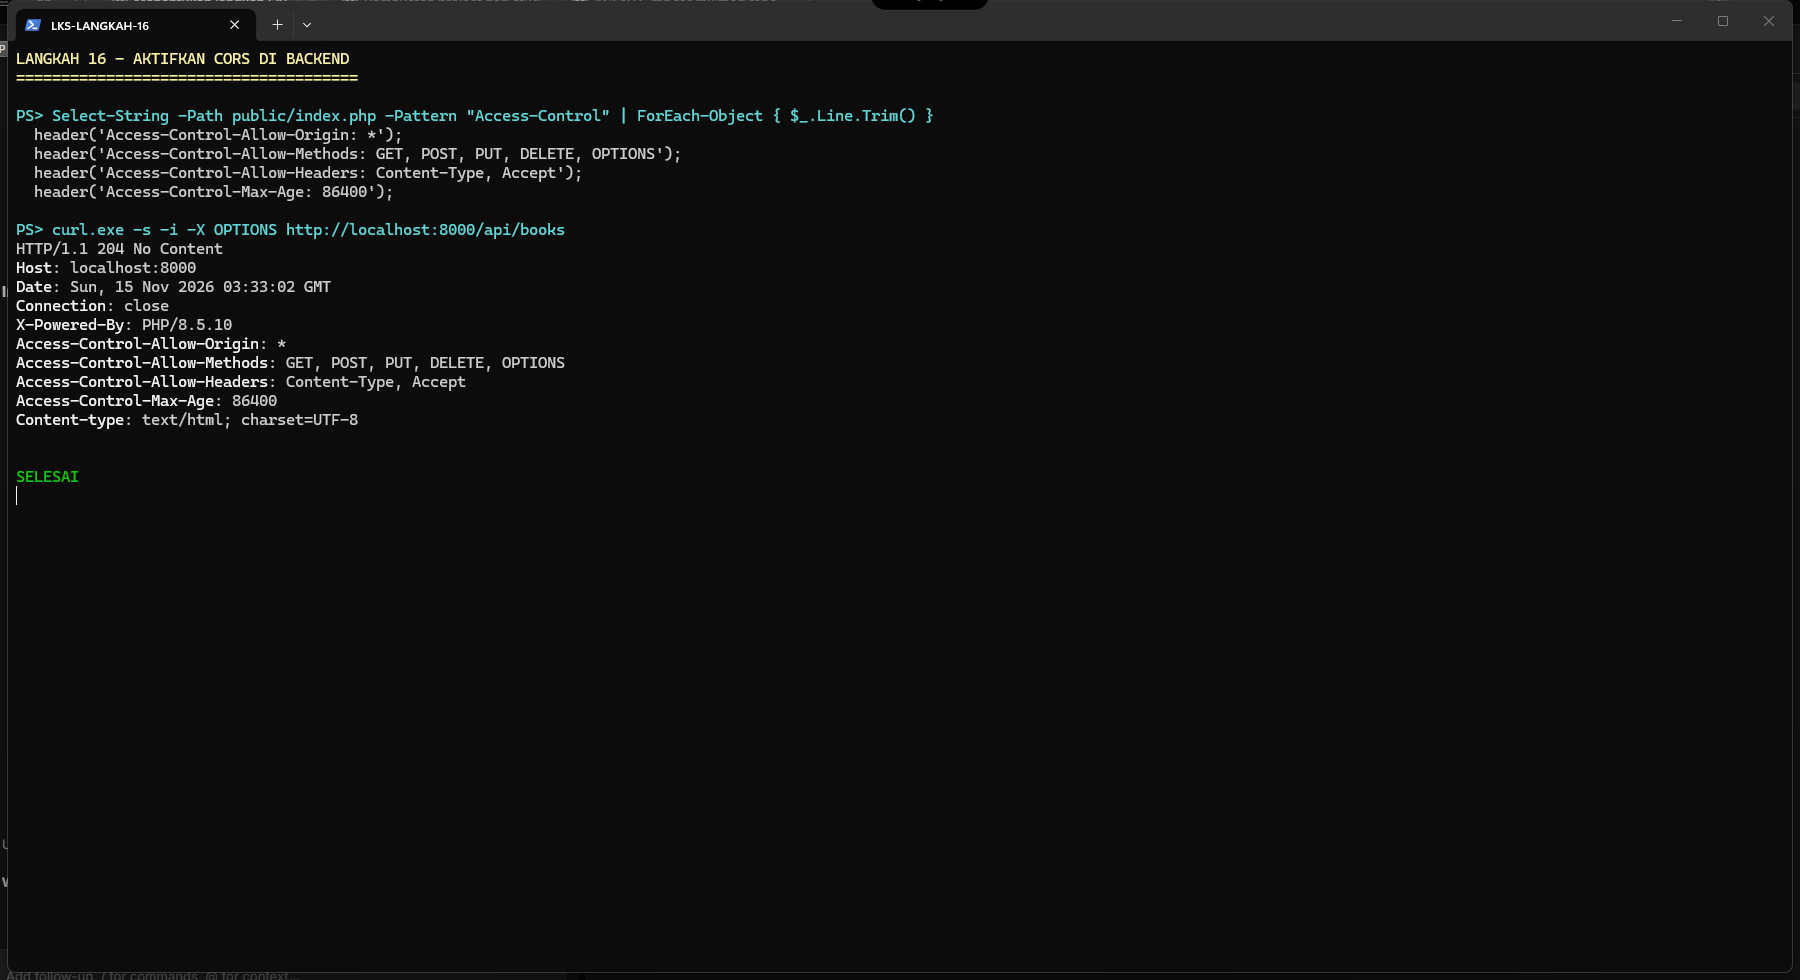 LKS-LANGKAH-16
LANGKAH 16 - AKTIFKAN CORS DI BACKEND
======================================
PS> Select-String -Path public/index.php -Pattern "Access-Control" | ForEach-Object { $_.Line.Trim() }
header('Access-Control-Allow-Origin: *');
header('Access-Control-Allow-Methods: GET, POST, PUT, DELETE, OPTIONS');
header('Access-Control-Allow-Headers: Content-Type, Accept');
header('Access-Control-Max-Age: 86400');
PS> curl.exe -s -i -X OPTIONS http://localhost:8000/api/books
HTTP/1.1 204 No Content
Host: localhost:8000
Date: Sun, 15 Nov 2026 03:33:02 GMT
Connection: close
X-Powered-By: PHP/8.5.10
Access-Control-Allow-Origin: *
Access-Control-Allow-Methods: GET, POST, PUT, DELETE, OPTIONS
Access-Control-Allow-Headers: Content-Type, Accept
Access-Control-Max-Age: 86400
Content-type: text/html; charset=UTF-8
SELESAI
Add follow-up, / for commands, @ for context...